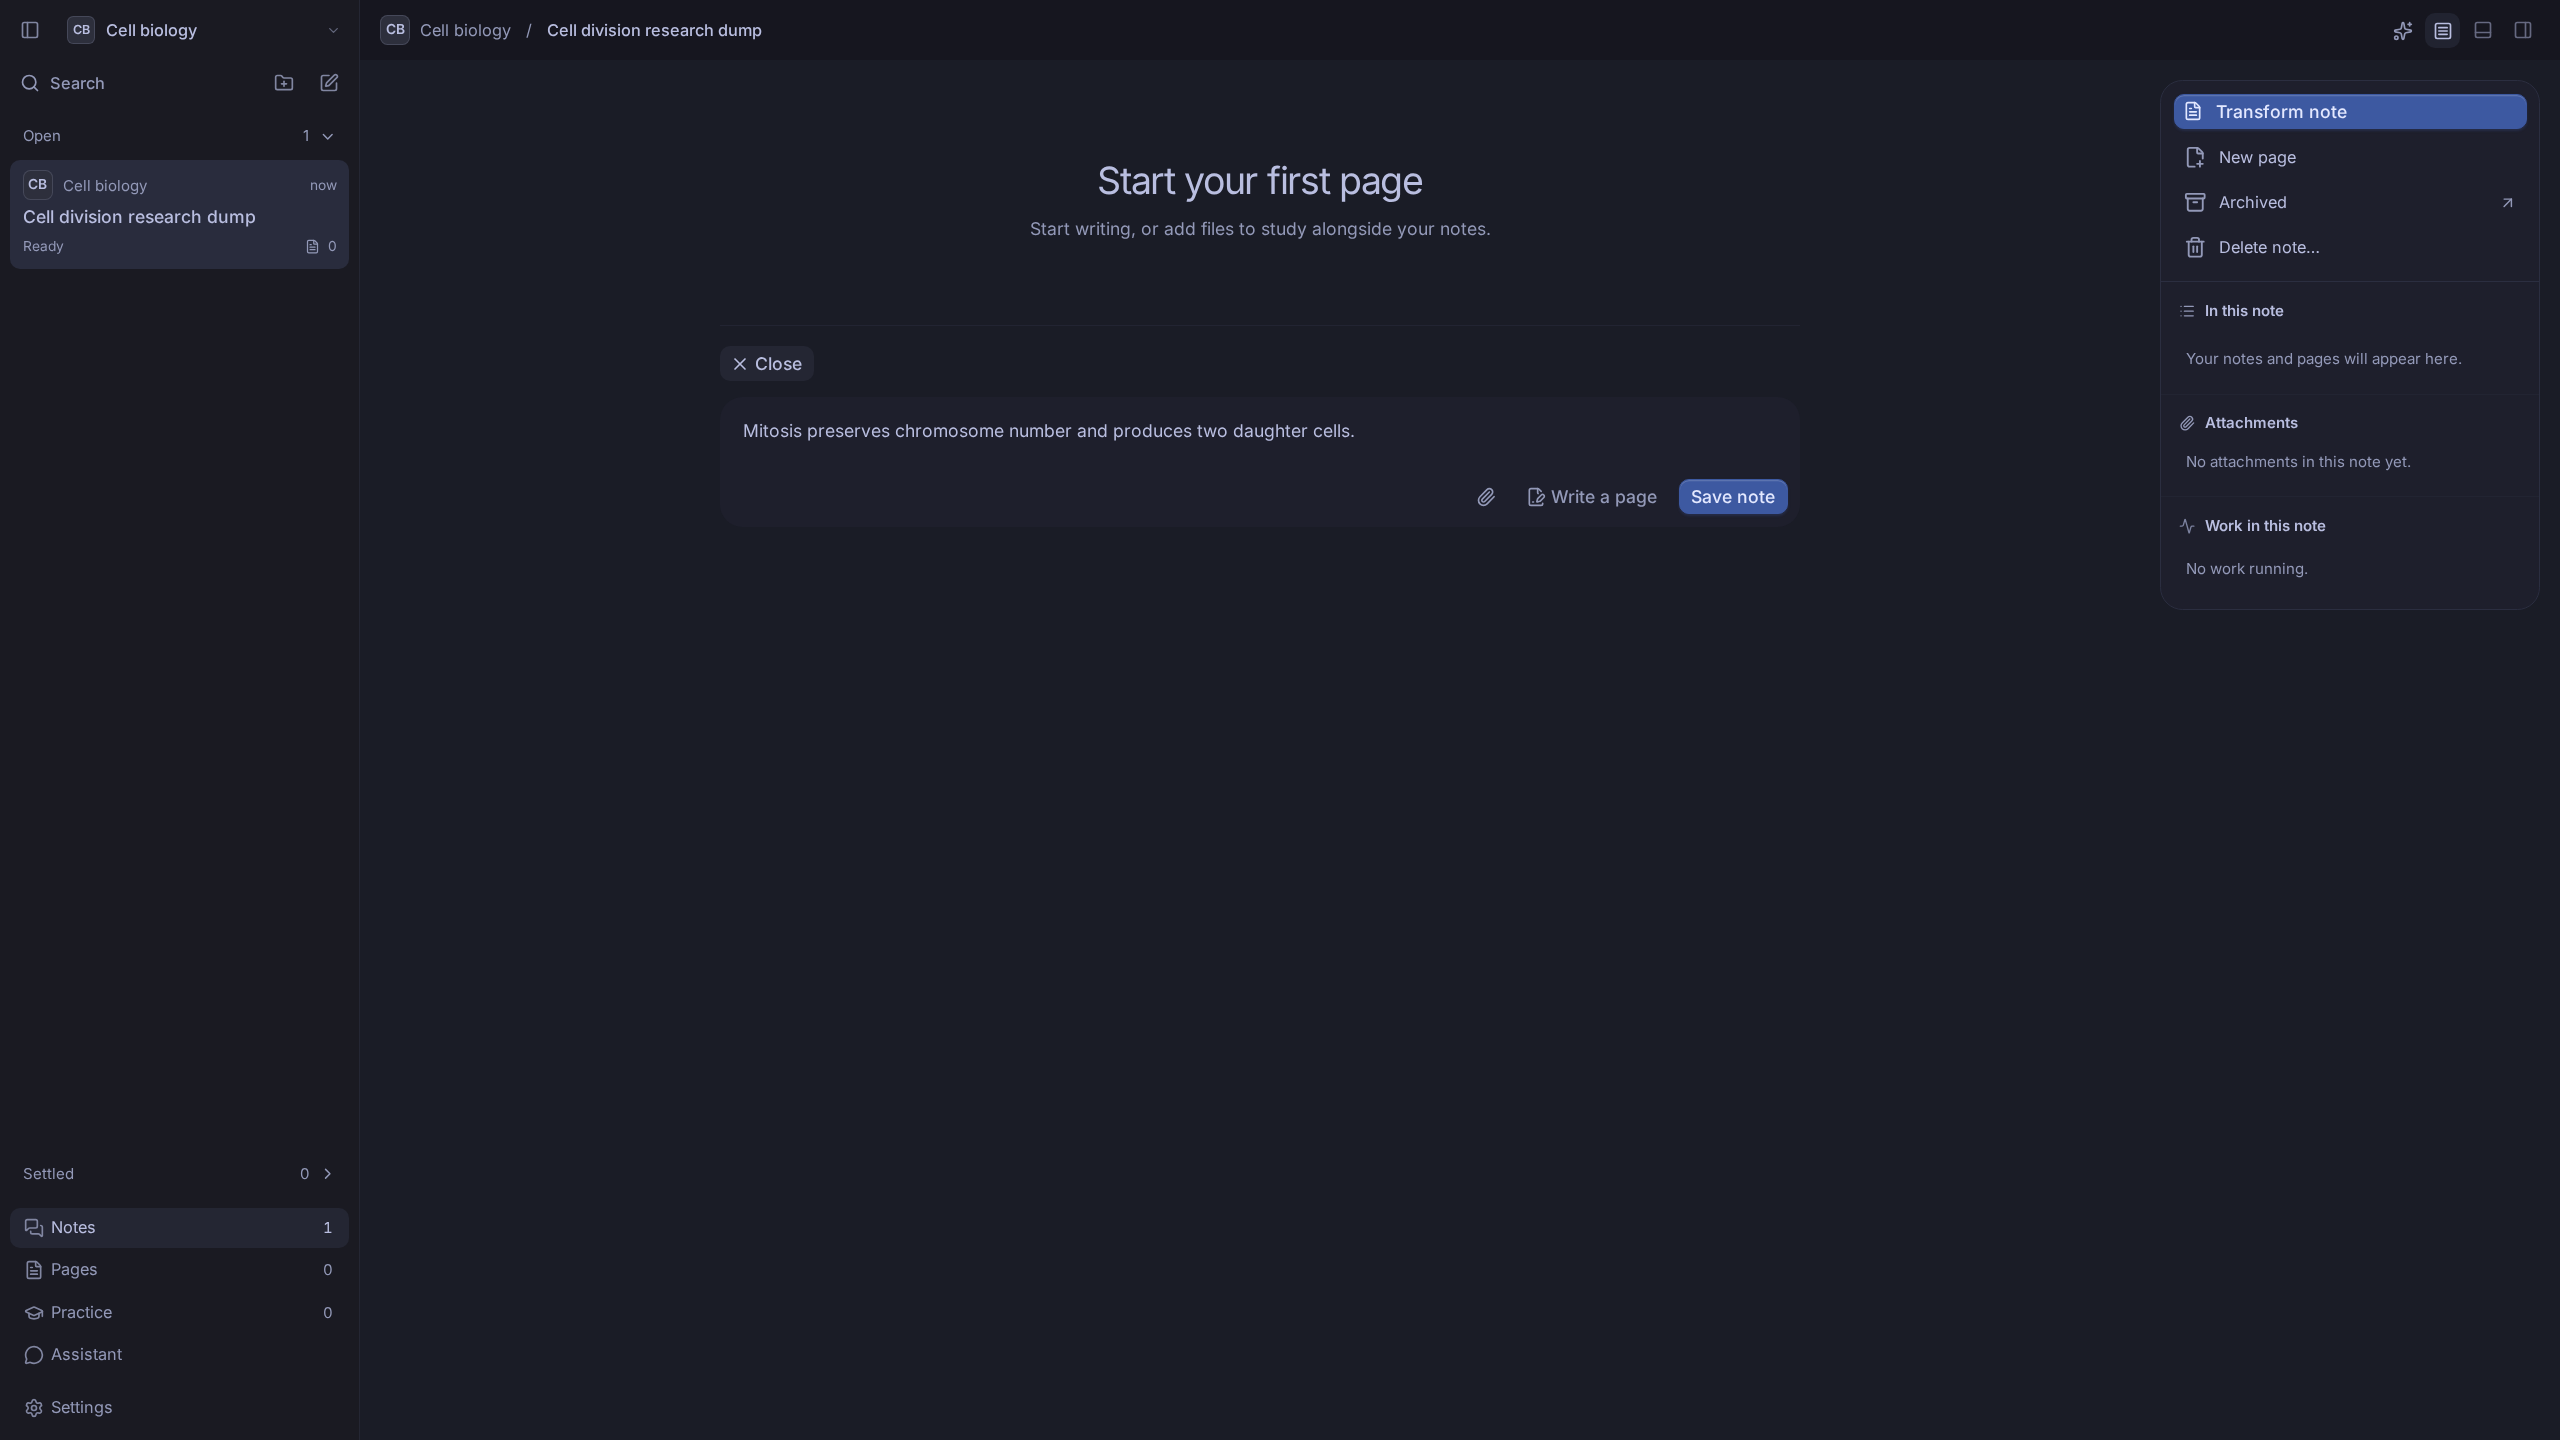 CB Cell biology
Search
Open 1
CB Cell biology now
Cell division research dump
Ready 0
Settled 0
Notes 1
Pages 0
Practice 0
Assistant
Settings
CB Cell biology / Cell division research dump
Start your first page
Start writing, or add files to study alongside your notes.
Close
Mitosis preserves chromosome number and produces two daughter cells.
Write a page Save note
Transform note
New page
Archived
Delete note...
In this note
Your notes and pages will appear here.
Attachments
No attachments in this note yet.
Work in this note
No work running.